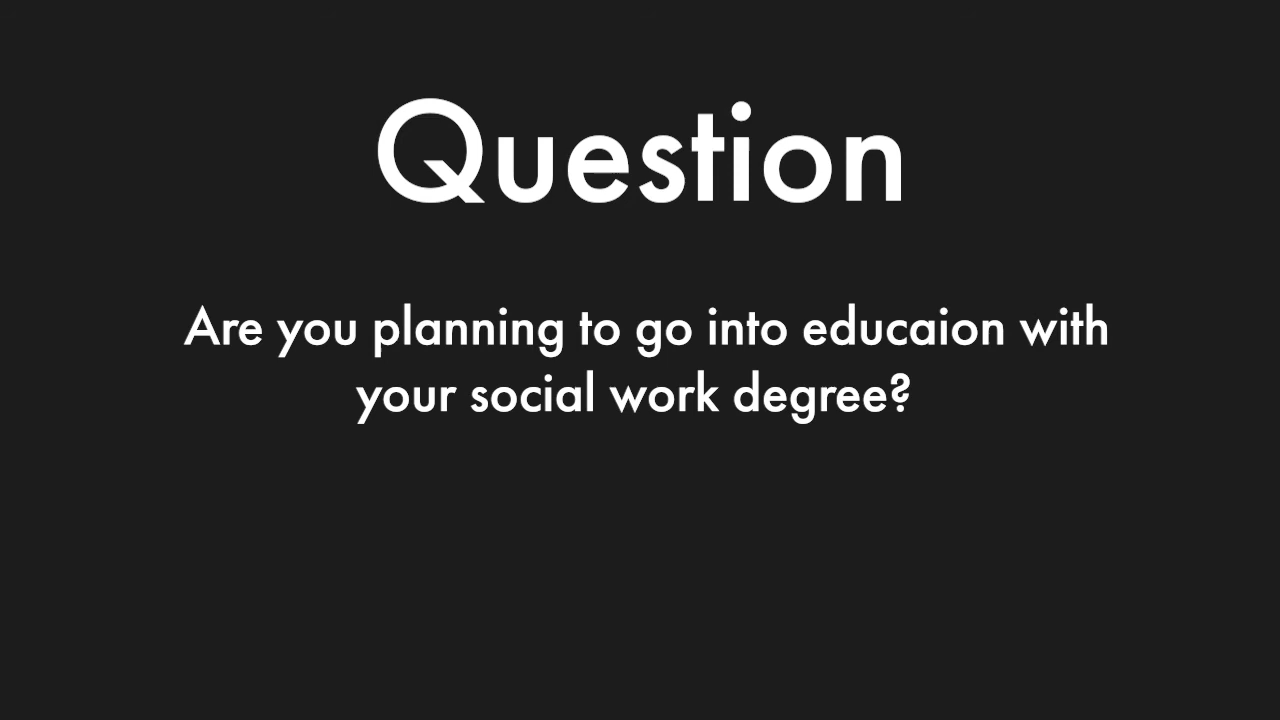 Question
Are you planning to go into educaion with
your social work degree?